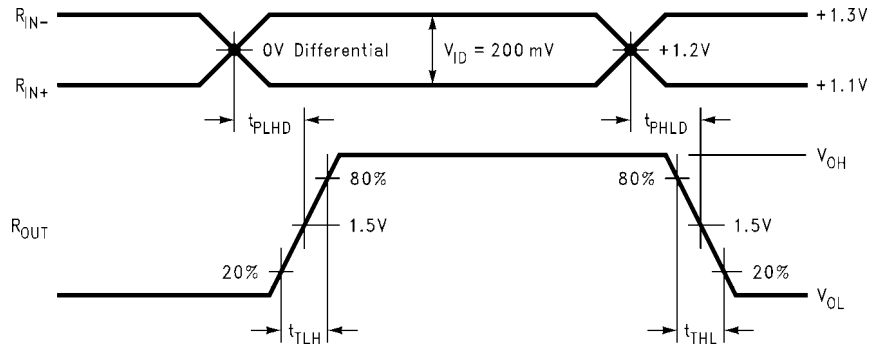 R_IN- +1.3V
0V Differential V_ID = 200 mV +1.2V
R_IN+ +1.1V
t_PLHD t_PHLD
V_OH
80% 80%
R_OUT 1.5V 1.5V
20% 20%
V_OL
t_TLH t_THL